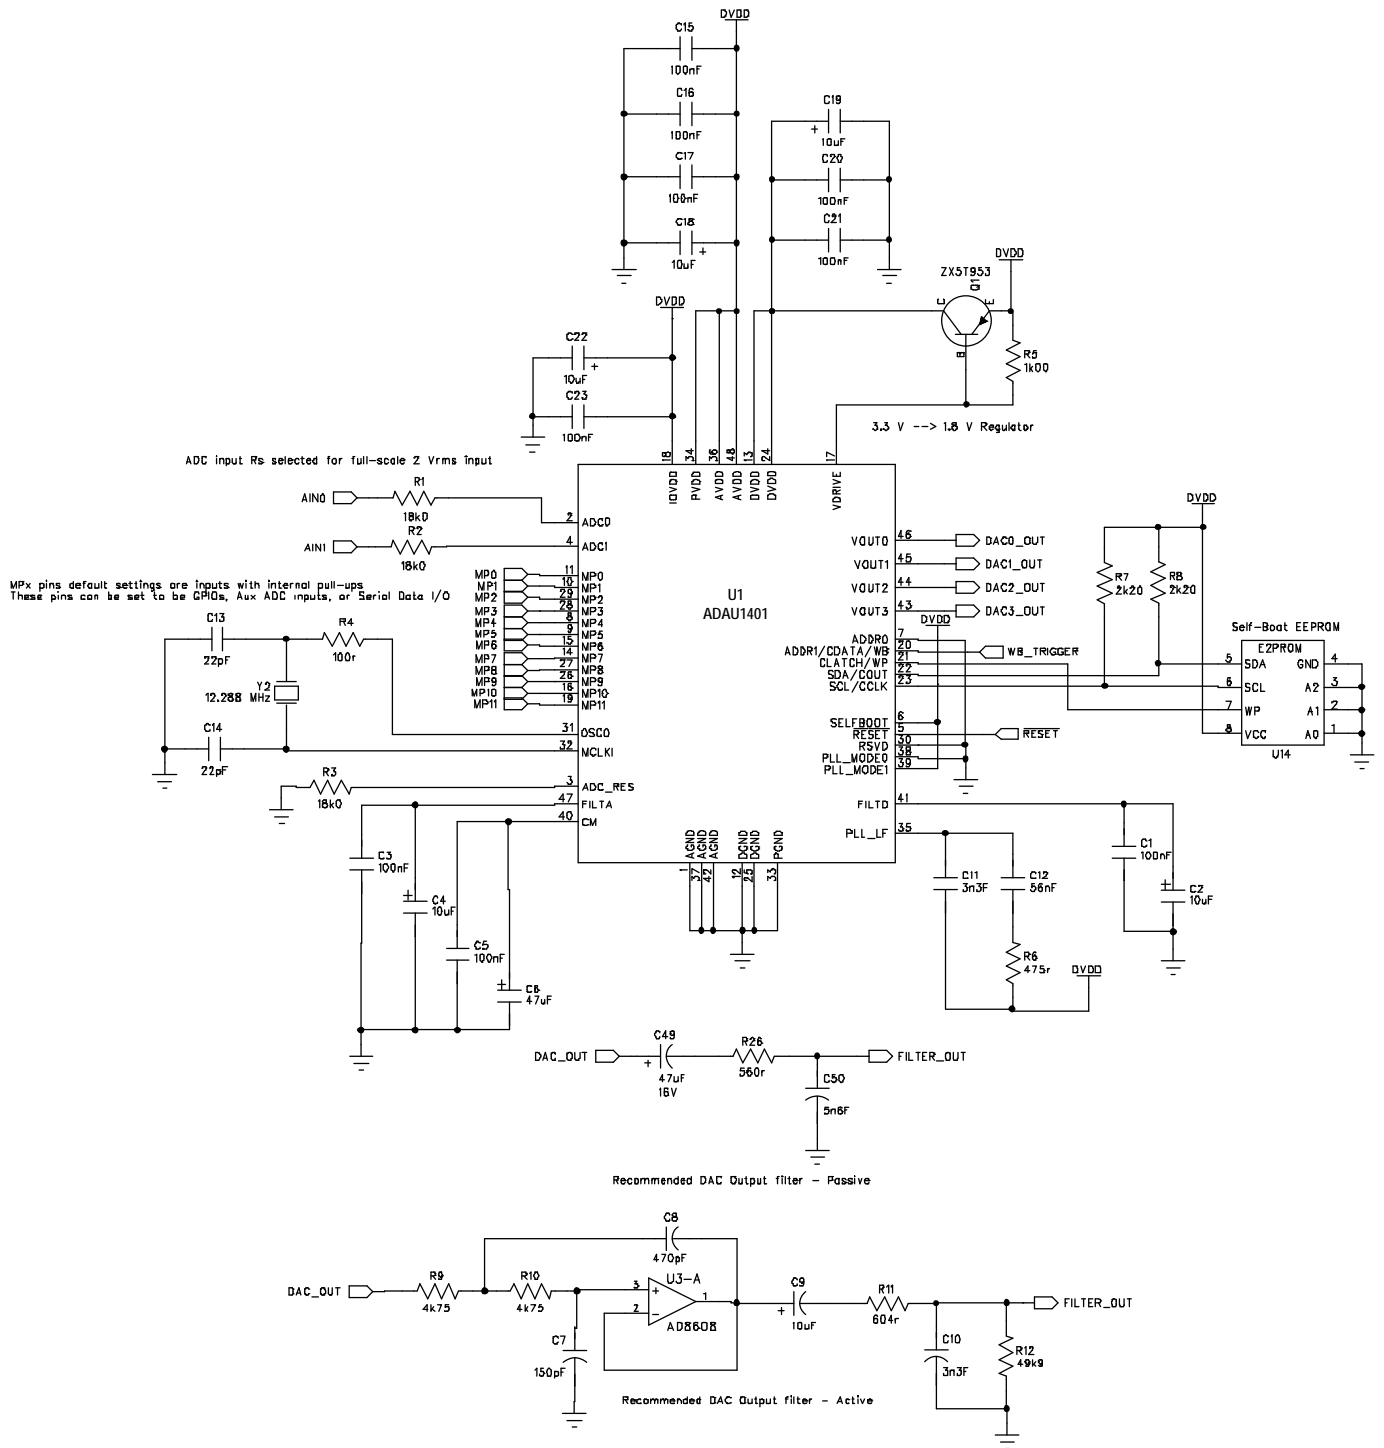 DVDD
C15
100nF
C16
100nF
C17
100nF
C18
+
10uF
C19
+
10uF
C20
100nF
C21
100nF
DVDD
ZX5T953
Q1
C
E
B
R5
1k00
3.3 V --> 1.8 V Regulator
DVDD
C22
10uF
+
C23
100nF
18
34
36
48
13
24
17
IOVDD
PVDD
AVDD
AVDD
DVDD
DVDD
VDRIVE
ADC input Rs selected for full-scale 2 Vrms input
AIN0
R1
18k0
2
ADC0
AIN1
R2
18k0
4
ADC1
MPx pins default settings are inputs with internal pull-ups
These pins can be set to be GPIOs, Aux ADC inputs, or Serial Data I/O
MP0 11 MP0
MP1 10 MP1
MP2 29 MP2
MP3 28 MP3
MP4 8 MP4
MP5 9 MP5
MP6 15 MP6
MP7 14 MP7
MP8 27 MP8
MP9 26 MP9
MP10 16 MP10
MP11 19 MP11
U1
ADAU1401
C13
22pF
R4
100r
Y2
12.288 MHz
C14
22pF
31
OSCO
32
MCLKI
R3
18k0
3
ADC_RES
47
FILTA
40
CM
VOUT0 46 DAC0_OUT
VOUT1 45 DAC1_OUT
VOUT2 44 DAC2_OUT
VOUT3 43 DAC3_OUT
DVDD
ADDR0 7
ADDR1/CDATA/WB 20 WB_TRIGGER
CLATCH/WP 21
SDA/COUT 22
SCL/CCLK 23
SELFBOOT 6
RESET 5 RESET
RSVD 30
PLL_MODE0 38
PLL_MODE1 39
FILTD 41
PLL_LF 35
DVDD
R7
2k20
R8
2k20
Self-Boot EEPROM
E2PROM
5 SDA GND 4
6 SCL A2 3
7 WP A1 2
8 VCC A0 1
U14
AGND
AGND
AGND
DGND
DGND
PGND
1
37
42
12
25
33
C3
100nF
+
C4
10uF
C5
100nF
+
C6
47uF
C11
3n3F
C12
56nF
R6
475r
DVDD
C1
100nF
+
C2
10uF
DAC_OUT
C49
+
47uF
16V
R26
560r
C50
5n6F
FILTER_OUT
Recommended DAC Output filter - Passive
DAC_OUT
R9
4k75
R10
4k75
C8
470pF
C7
150pF
U3-A
3
+
2
-
1
AD8608
C9
+
10uF
R11
604r
C10
3n3F
R12
49k9
FILTER_OUT
Recommended DAC Output filter - Active